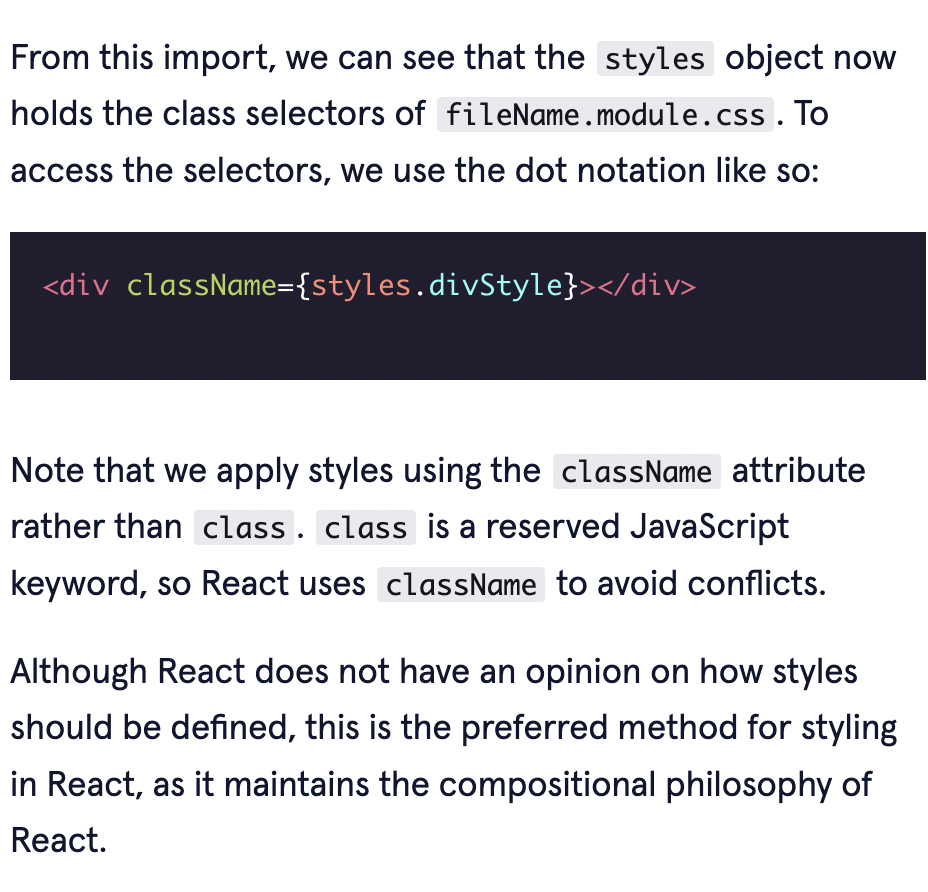 From this import, we can see that the styles object now
holds the class selectors of fileName.module.css. To
access the selectors, we use the dot notation like so:
<div className={styles.divStyle}></div>
Note that we apply styles using the className attribute
rather than class. class is a reserved JavaScript
keyword, so React uses className to avoid conflicts.
Although React does not have an opinion on how styles
should be defined, this is the preferred method for styling
in React, as it maintains the compositional philosophy of
React.